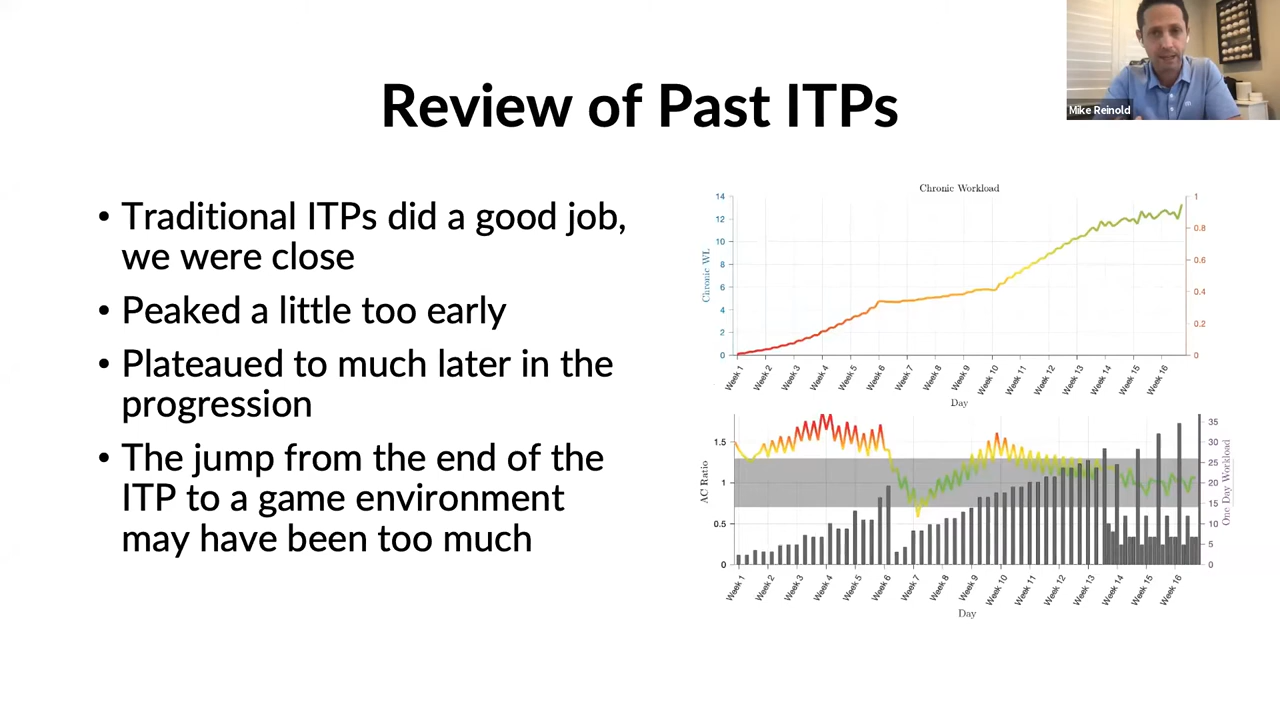 Mike Reinold
Review of Past ITPs
• Traditional ITPs did a good job,
we were close
• Peaked a little too early
• Plateaued to much later in the
progression
• The jump from the end of the
ITP to a game environment
may have been too much
Chronic Workload
Chronic WL
14
12
10
8
6
4
2
0
1
0.8
0.6
0.4
0.2
0
Week 1
Week 2
Week 3
Week 4
Week 5
Week 6
Week 7
Week 8
Week 9
Week 10
Week 11
Week 12
Week 13
Week 14
Week 15
Week 16
Day
AC Ratio
1.5
1
0.5
0
35
30
25
20
15
10
5
0
One Day Workload
Week 1
Week 2
Week 3
Week 4
Week 5
Week 6
Week 7
Week 8
Week 9
Week 10
Week 11
Week 12
Week 13
Week 14
Week 15
Week 16
Day